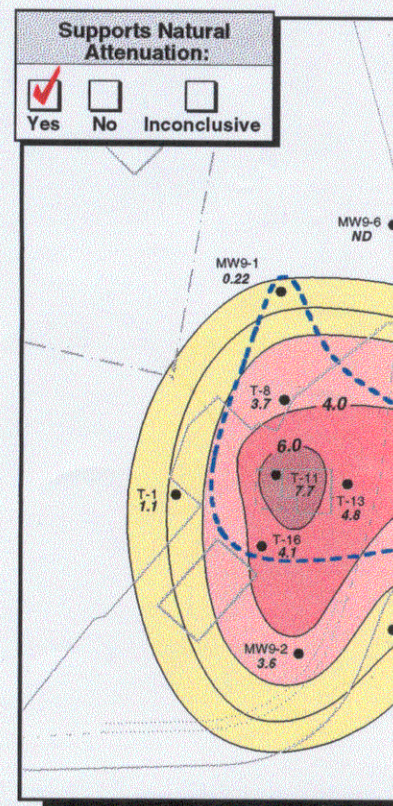 Supports Natural
Attenuation:
Yes No Inconclusive
MW9-6
ND
MW9-1
0.22
T-8
3.7
4.0
6.0
T-11
7.7
T-13
4.8
T-1
1.1
T-16
4.1
MW9-2
3.6